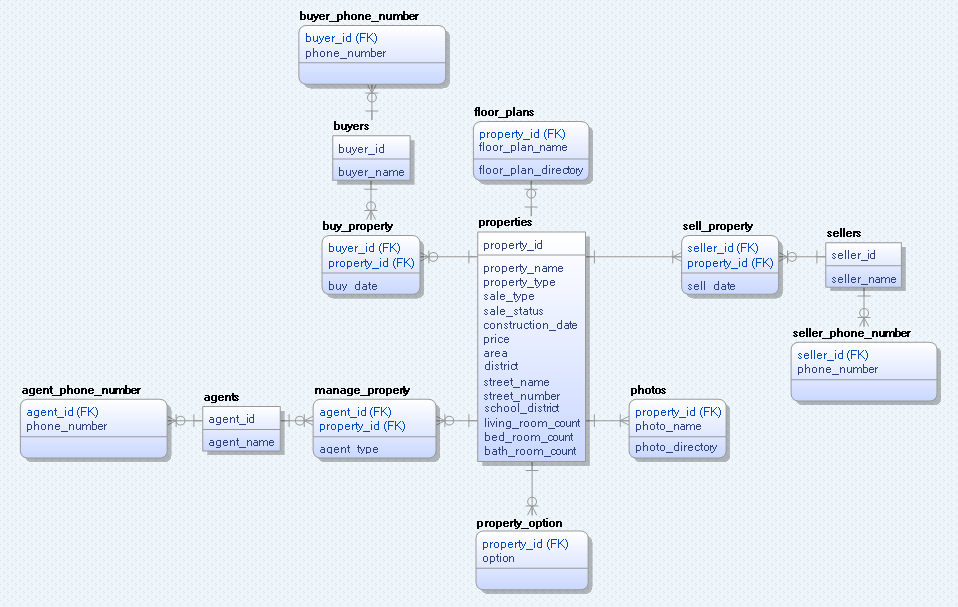 buyer_phone_number
buyer_id (FK)
phone_number
buyers
buyer_id
buyer_name
floor_plans
property_id (FK)
floor_plan_name
floor_plan_directory
buy_property
buyer_id (FK)
property_id (FK)
buy_date
properties
property_id
property_name
property_type
sale_type
sale_status
construction_date
price
area
district
street_name
street_number
school_district
living_room_count
bed_room_count
bath_room_count
sell_property
seller_id (FK)
property_id (FK)
sell_date
sellers
seller_id
seller_name
seller_phone_number
seller_id (FK)
phone_number
agent_phone_number
agent_id (FK)
phone_number
agents
agent_id
agent_name
manage_property
agent_id (FK)
property_id (FK)
agent_type
photos
property_id (FK)
photo_name
photo_directory
property_option
property_id (FK)
option